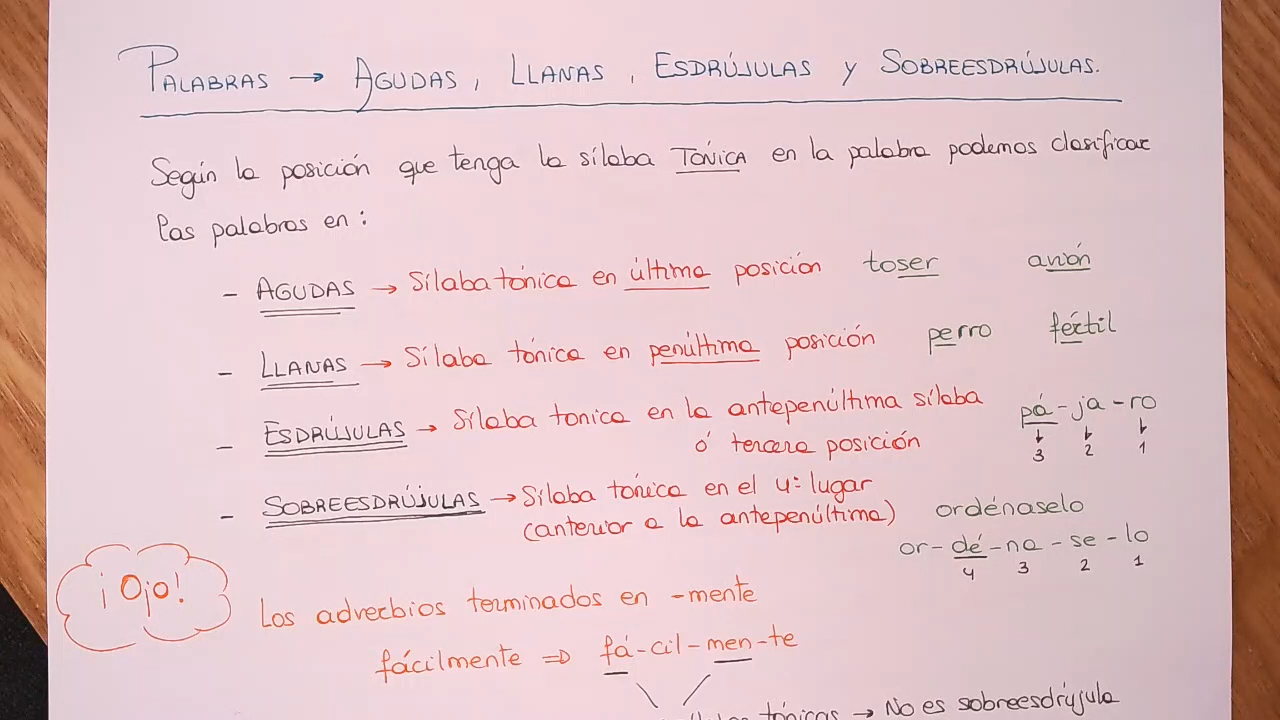 PALABRAS → AGUDAS, LLANAS, ESDRÚJULAS y SOBREESDRÚJULAS.
Según la posición que tenga la sílaba TÓNICA en la palabra podemos clasificar
las palabras en:
- AGUDAS → Sílaba tónica en última posición toser avión
- LLANAS → Sílaba tónica en penúltima posición perro fértil
- ESDRÚJULAS → Sílaba tonica en la antepenúltima sílaba pá-ja-ro
ó tercera posición 3 2 1
- SOBREESDRÚJULAS → Sílaba tónica en el 4º lugar
(anterior a la antepenúltima) ordénaselo
or-dé-na-se-lo
4 3 2 1
¡Ojo!
Los adverbios terminados en -mente
fácilmente ⇒ fá-cil-men-te
tónicas → No es sobreesdrújula